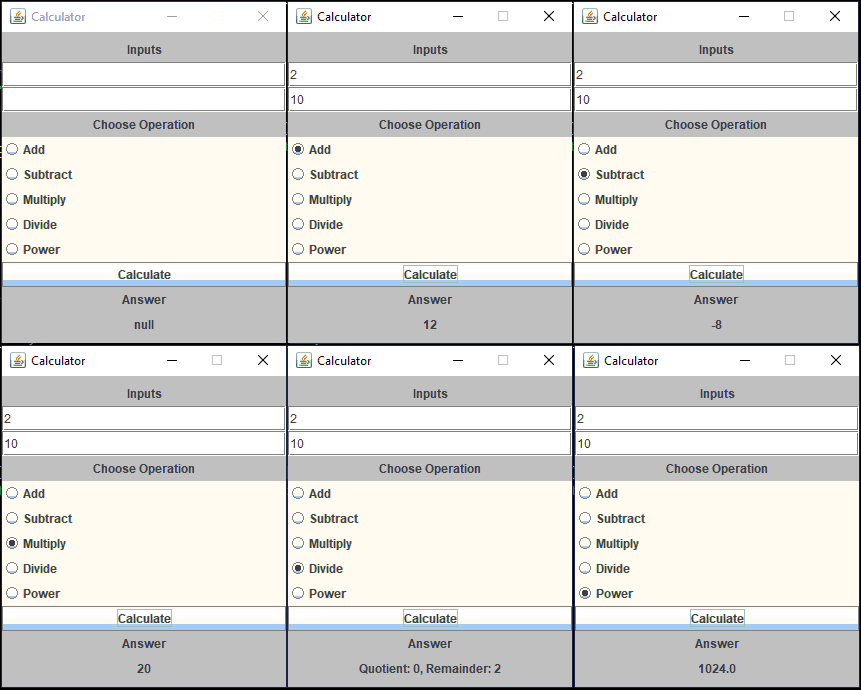 Calculator
Inputs
Choose Operation
Add
Subtract
Multiply
Divide
Power
Calculate
Answer
null
Calculator
Inputs
2
10
Choose Operation
Add
Subtract
Multiply
Divide
Power
Calculate
Answer
12
Calculator
Inputs
2
10
Choose Operation
Add
Subtract
Multiply
Divide
Power
Calculate
Answer
-8
Calculator
Inputs
2
10
Choose Operation
Add
Subtract
Multiply
Divide
Power
Calculate
Answer
20
Calculator
Inputs
2
10
Choose Operation
Add
Subtract
Multiply
Divide
Power
Calculate
Answer
Quotient: 0, Remainder: 2
Calculator
Inputs
2
10
Choose Operation
Add
Subtract
Multiply
Divide
Power
Calculate
Answer
1024.0